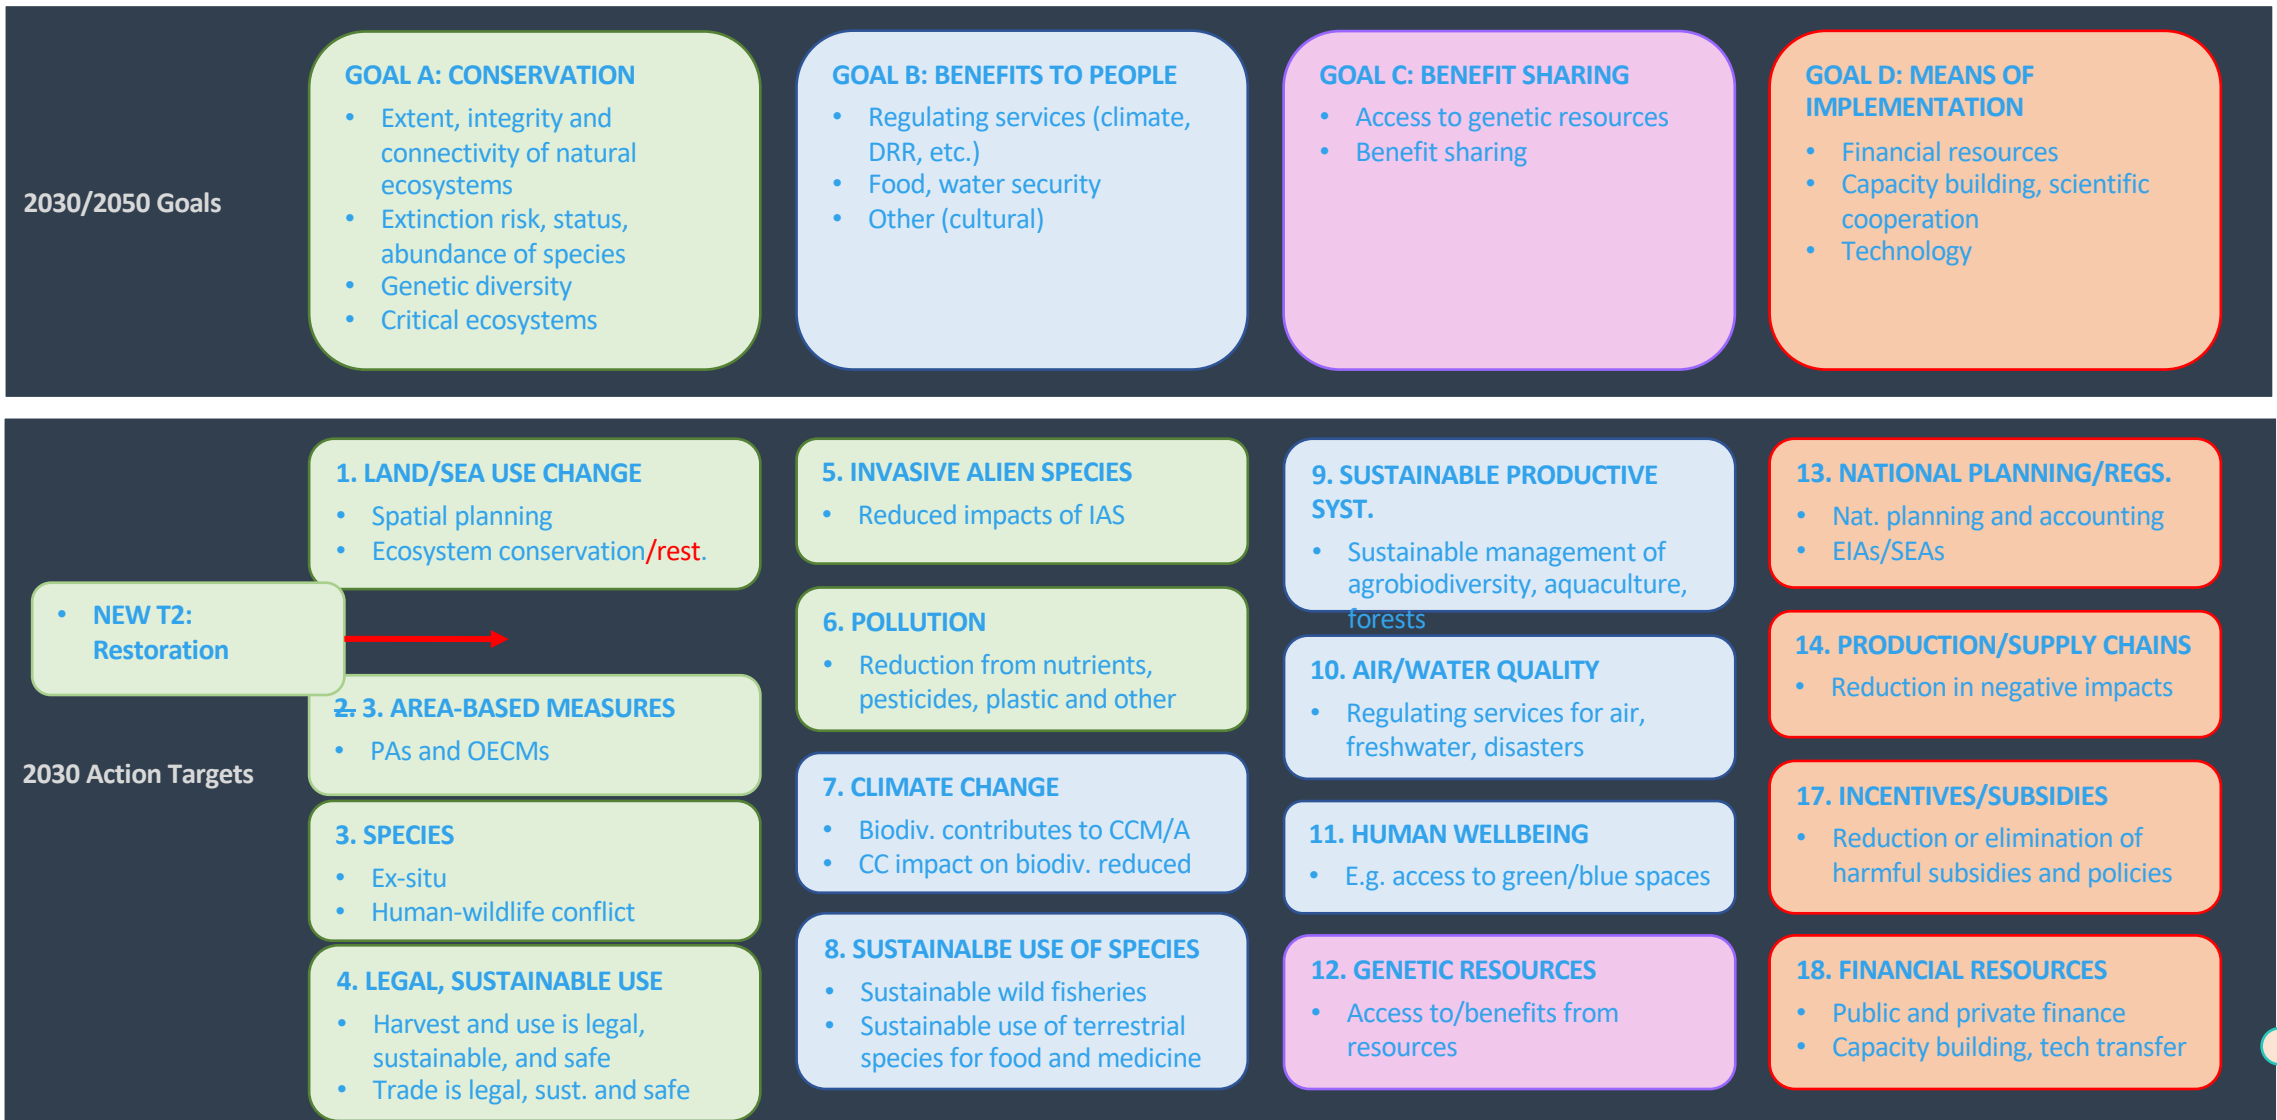 2030/2050 Goals
GOAL A: CONSERVATION
• Extent, integrity and
connectivity of natural
ecosystems
• Extinction risk, status,
abundance of species
• Genetic diversity
• Critical ecosystems
GOAL B: BENEFITS TO PEOPLE
• Regulating services (climate,
DRR, etc.)
• Food, water security
• Other (cultural)
GOAL C: BENEFIT SHARING
• Access to genetic resources
• Benefit sharing
GOAL D: MEANS OF
IMPLEMENTATION
• Financial resources
• Capacity building, scientific
cooperation
• Technology
2030 Action Targets
1. LAND/SEA USE CHANGE
• Spatial planning
• Ecosystem conservation/rest.
• NEW T2:
Restoration
2. 3. AREA-BASED MEASURES
• PAs and OECMs
3. SPECIES
• Ex-situ
• Human-wildlife conflict
4. LEGAL, SUSTAINABLE USE
• Harvest and use is legal,
sustainable, and safe
• Trade is legal, sust. and safe
5. INVASIVE ALIEN SPECIES
• Reduced impacts of IAS
6. POLLUTION
• Reduction from nutrients,
pesticides, plastic and other
7. CLIMATE CHANGE
• Biodiv. contributes to CCM/A
• CC impact on biodiv. reduced
8. SUSTAINALBE USE OF SPECIES
• Sustainable wild fisheries
• Sustainable use of terrestrial
species for food and medicine
9. SUSTAINABLE PRODUCTIVE
SYST.
• Sustainable management of
agrobiodiversity, aquaculture,
forests
10. AIR/WATER QUALITY
• Regulating services for air,
freshwater, disasters
11. HUMAN WELLBEING
• E.g. access to green/blue spaces
12. GENETIC RESOURCES
• Access to/benefits from
resources
13. NATIONAL PLANNING/REGS.
• Nat. planning and accounting
• EIAs/SEAs
14. PRODUCTION/SUPPLY CHAINS
• Reduction in negative impacts
17. INCENTIVES/SUBSIDIES
• Reduction or elimination of
harmful subsidies and policies
18. FINANCIAL RESOURCES
• Public and private finance
• Capacity building, tech transfer